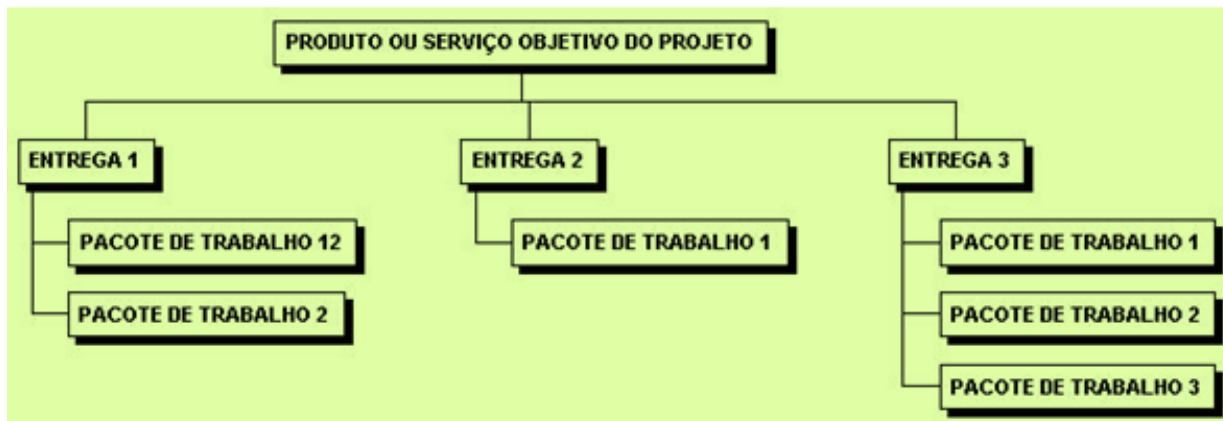 PRODUTO OU SERVIÇO OBJETIVO DO PROJETO
ENTREGA 1
PACOTE DE TRABALHO 12
PACOTE DE TRABALHO 2
ENTREGA 2
PACOTE DE TRABALHO 1
ENTREGA 3
PACOTE DE TRABALHO 1
PACOTE DE TRABALHO 2
PACOTE DE TRABALHO 3